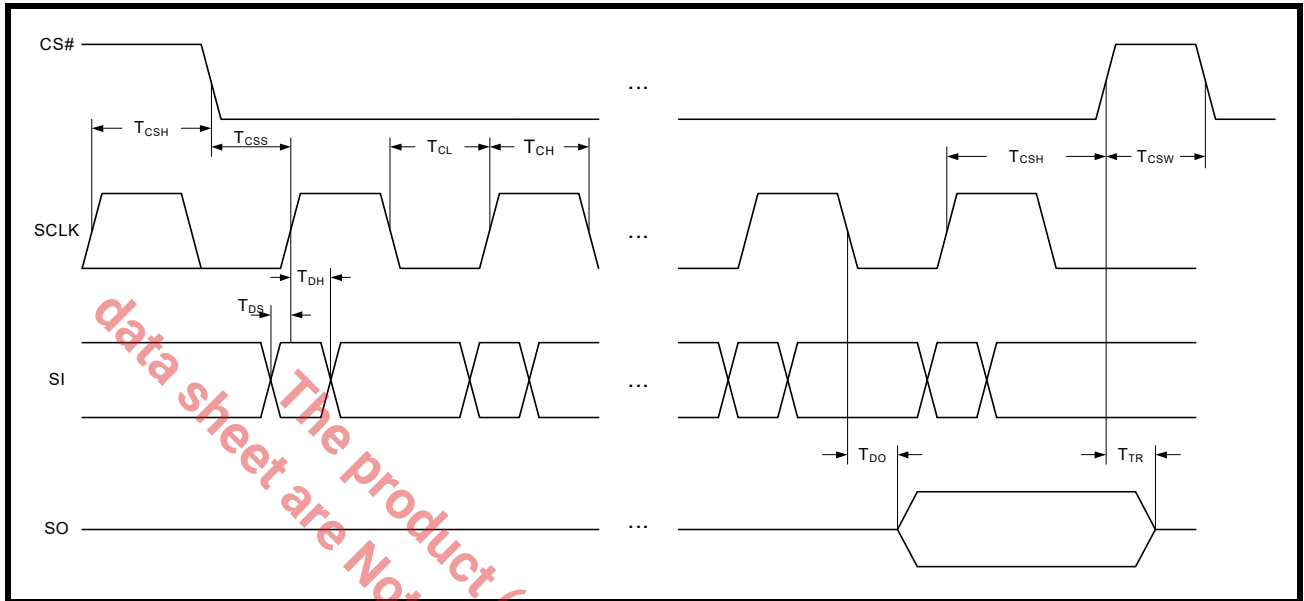 CS#
...
TCSH
TCSS
TCL
TCH
TCSH
TCSW
SCLK
...
TDH
TDS
SI
...
TDO
TTR
SO
...
The product
data sheet are Not